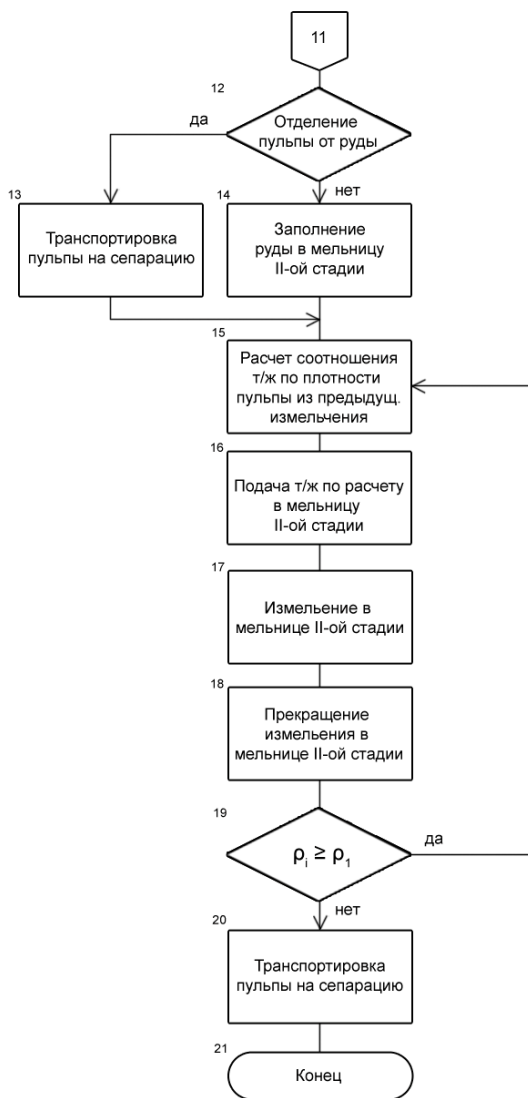 11
12
Отделение
пульпы от руды
да
нет
13
Транспортировка
пульпы на сепарацию
14
Заполнение
руды в мельницу
II-ой стадии
15
Расчет соотношения
т/ж по плотности
пульпы из предыдущ.
измельчения
16
Подача т/ж по расчету
в мельницу
II-ой стадии
17
Измельение в
мельнице II-ой стадии
18
Прекращение
измельения в
мельнице II-ой стадии
19
ρi ≥ ρ1
да
нет
20
Транспортировка
пульпы на сепарацию
21
Конец